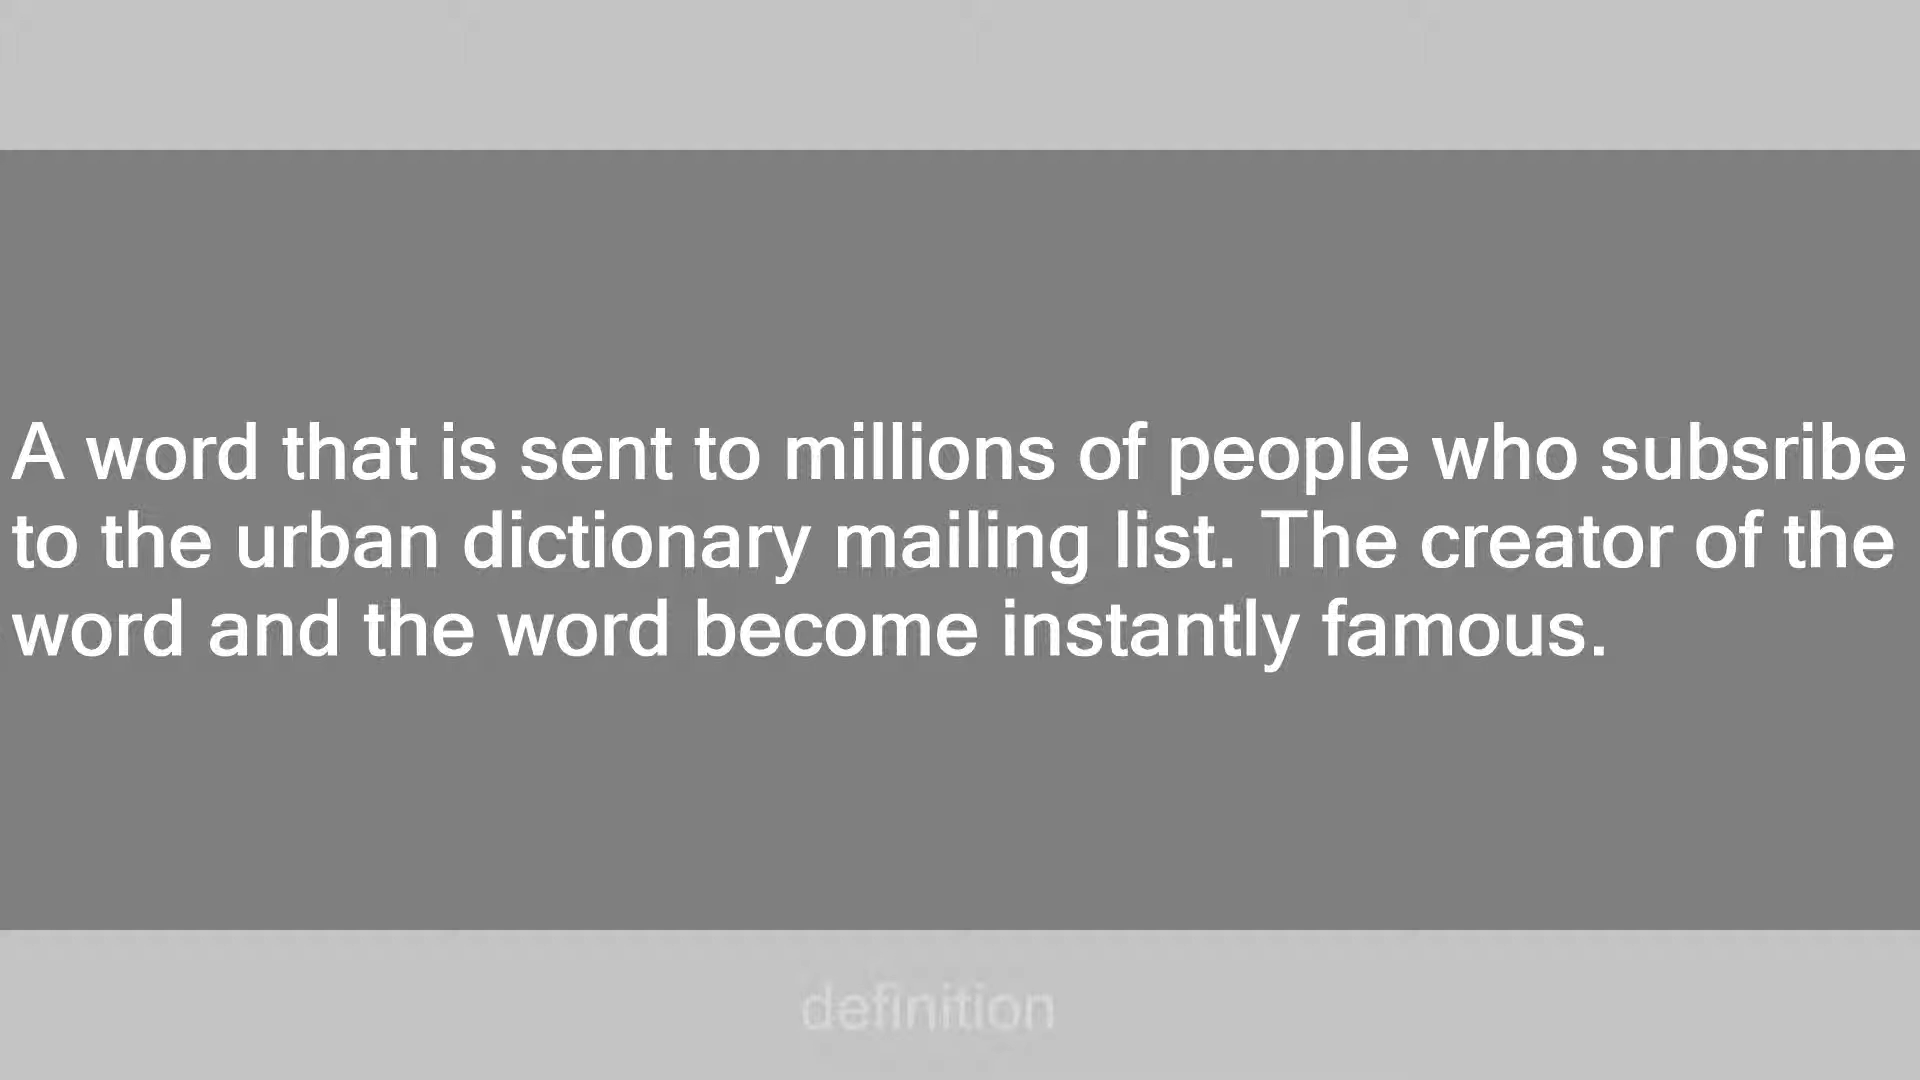 A word that is sent to millions of people who subsribe
to the urban dictionary mailing list. The creator of the
word and the word become instantly famous.
definition